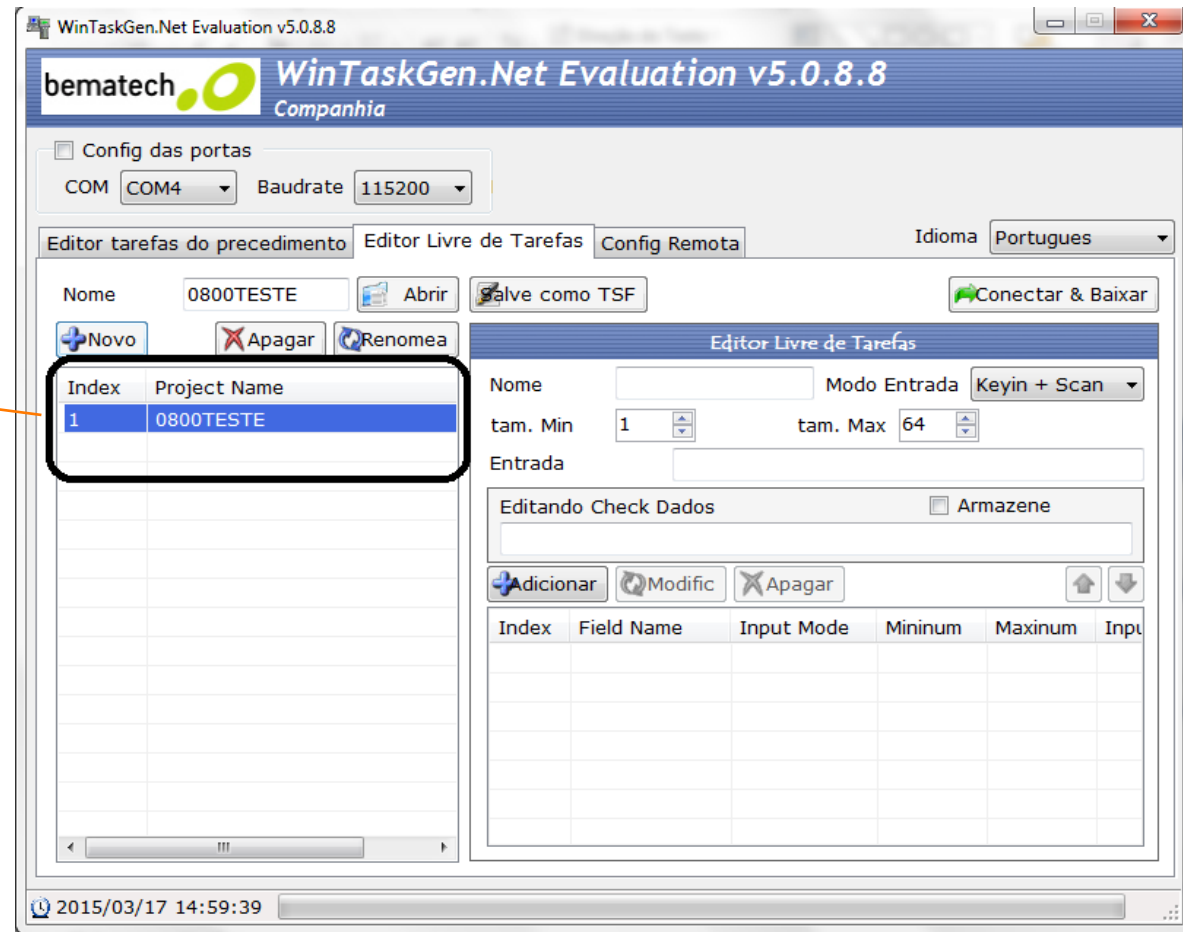 WinTaskGen.Net Evaluation v5.0.8.8
bematech
WinTaskGen.Net Evaluation v5.0.8.8
Companhia
Config das portas
COM COM4 Baudrate 115200
Editor tarefas do precedimento Editor Livre de Tarefas Config Remota Idioma Portugues
Nome 0800TESTE Abrir Salve como TSF Conectar & Baixar
Novo Apagar Renomea
Editor Livre de Tarefas
Index Project Name
1 0800TESTE
Nome Modo Entrada Keyin + Scan
tam. Min 1 tam. Max 64
Entrada
Editando Check Dados Armazene
Adicionar Modific Apagar
Index Field Name Input Mode Mininum Maxinum Inpu
2015/03/17 14:59:39